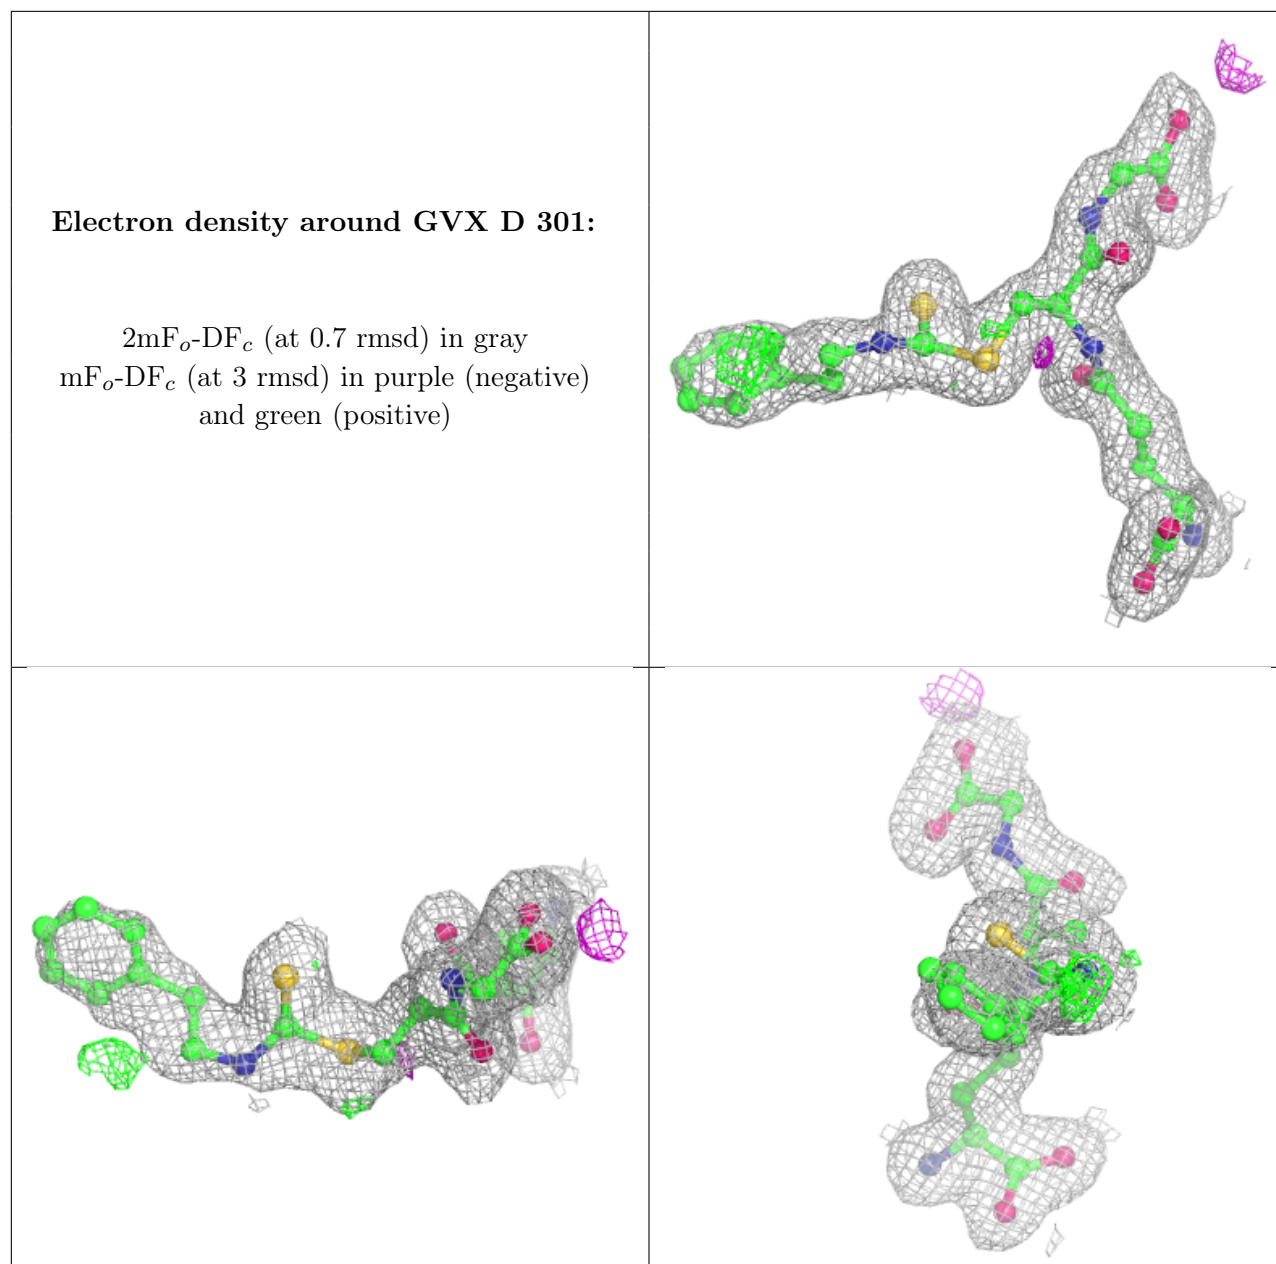 Electron density around GVX D 301:
2mFₒ-DF𝒸 (at 0.7 rmsd) in gray
mFₒ-DF𝒸 (at 3 rmsd) in purple (negative)
and green (positive)